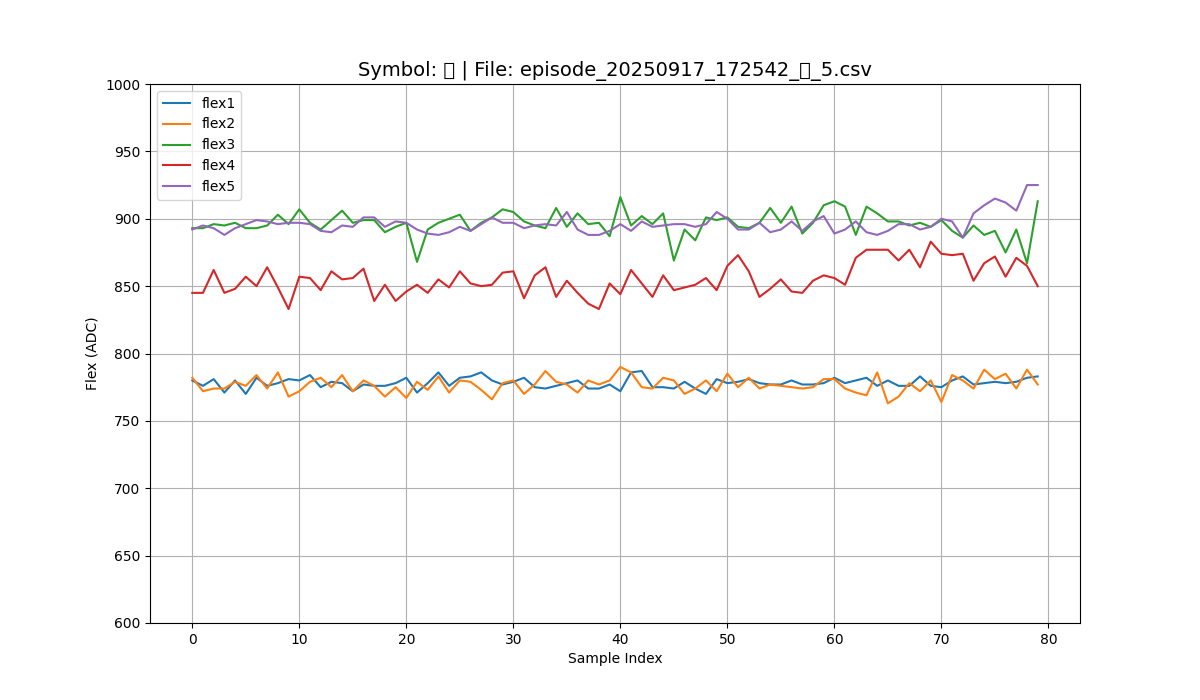 Symbol: ▯ | File: episode_20250917_172542_▯_5.csv
1000
950
900
850
800
750
700
650
600
Flex (ADC)
flex1
flex2
flex3
flex4
flex5
0 10 20 30 40 50 60 70 80
Sample Index